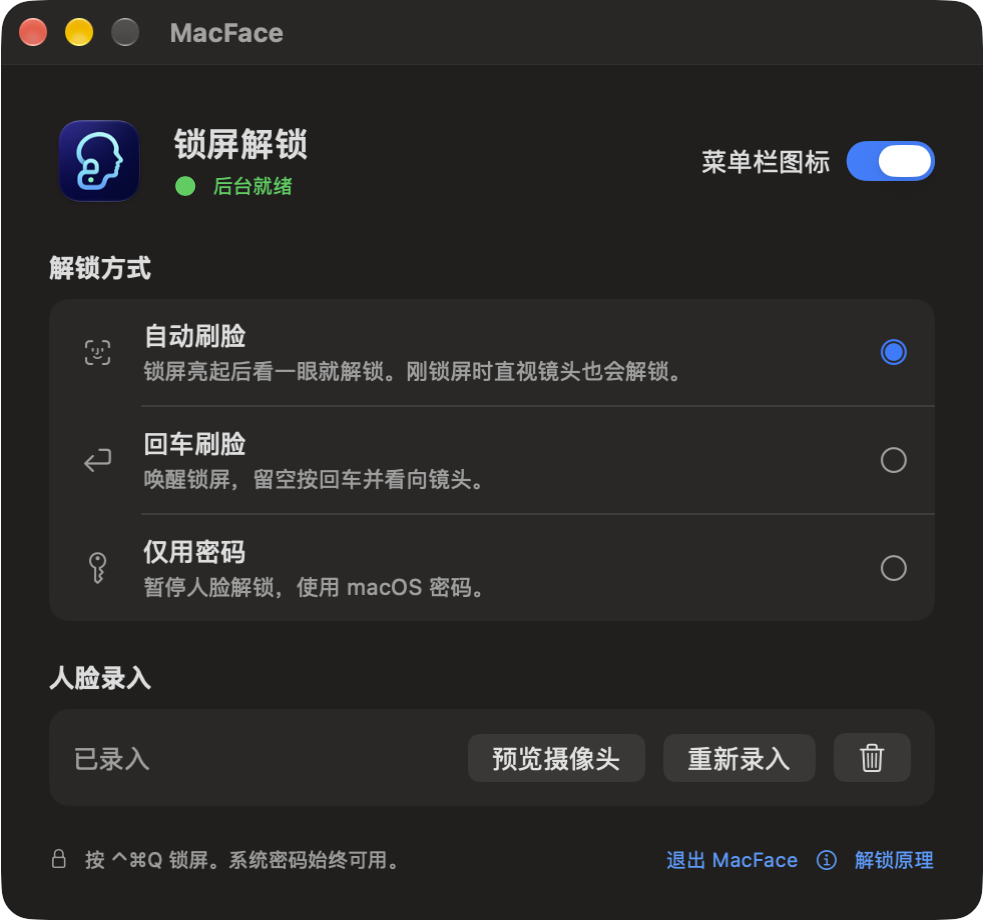 MacFace
锁屏解锁
后台就绪
菜单栏图标
解锁方式
自动刷脸
锁屏亮起后看一眼就解锁。刚锁屏时直视镜头也会解锁。
回车刷脸
唤醒锁屏，留空按回车并看向镜头。
仅用密码
暂停人脸解锁，使用 macOS 密码。
人脸录入
已录入
预览摄像头
重新录入
按 ^⌘Q 锁屏。系统密码始终可用。
退出 MacFace
解锁原理